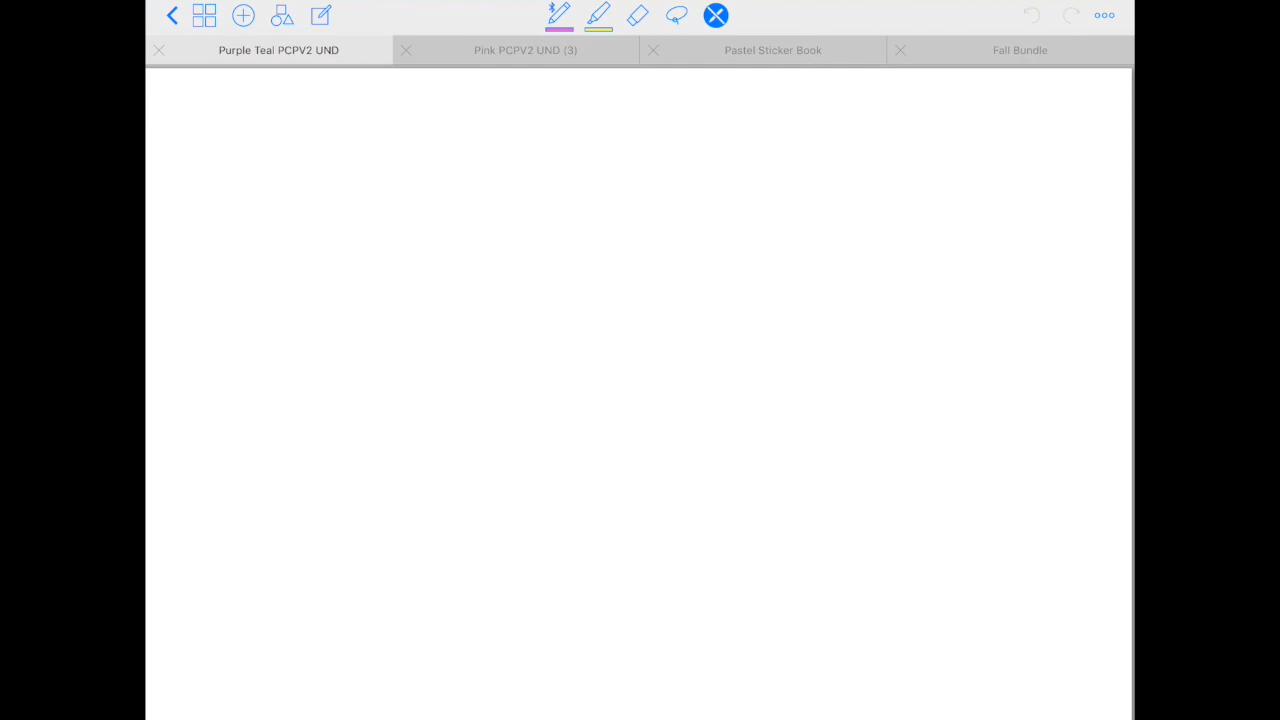 Purple Teal PCPV2 UND
Pink PCPV2 UND (3)
Pastel Sticker Book
Fall Bundle